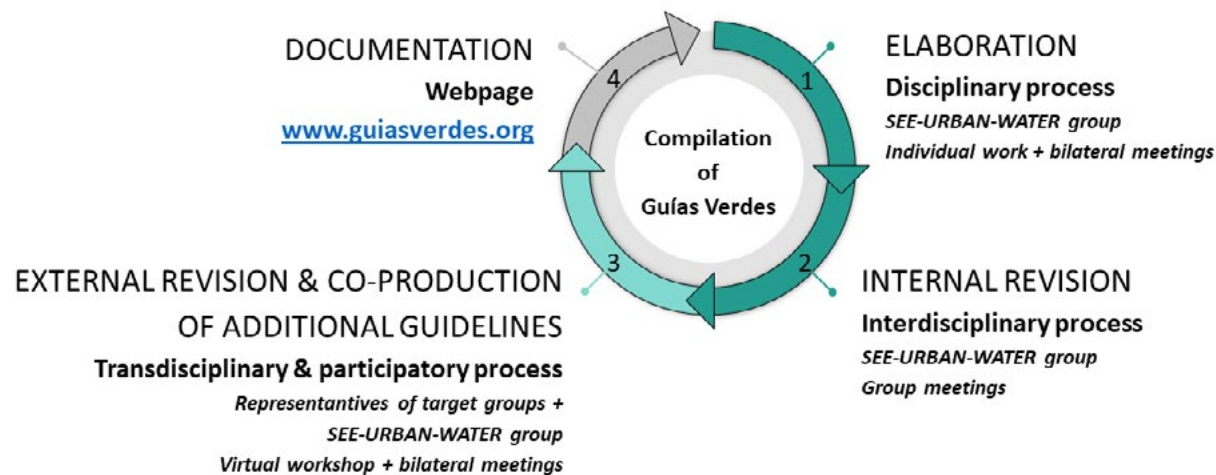 1
ELABORATION
Disciplinary process
SEE-URBAN-WATER group
Individual work + bilateral meetings
2
INTERNAL REVISION
Interdisciplinary process
SEE-URBAN-WATER group
Group meetings
3
EXTERNAL REVISION & CO-PRODUCTION
OF ADDITIONAL GUIDELINES
Transdisciplinary & participatory process
Representantives of target groups +
SEE-URBAN-WATER group
Virtual workshop + bilateral meetings
4
DOCUMENTATION
Webpage
www.guiasverdes.org
Compilation
of
Guías Verdes